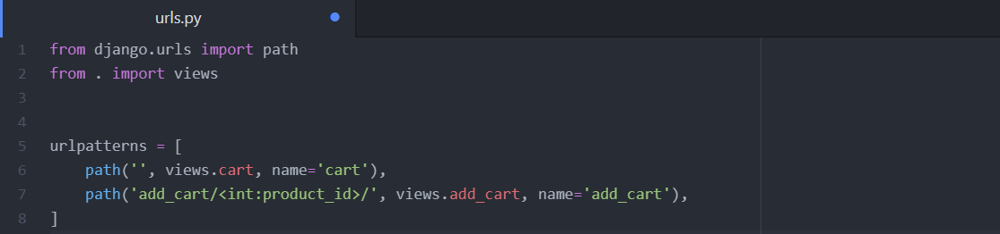 urls.py
1 from django.urls import path
2 from . import views
3
4
5 urlpatterns = [
6     path('', views.cart, name='cart'),
7     path('add_cart/<int:product_id>/', views.add_cart, name='add_cart'),
8 ]